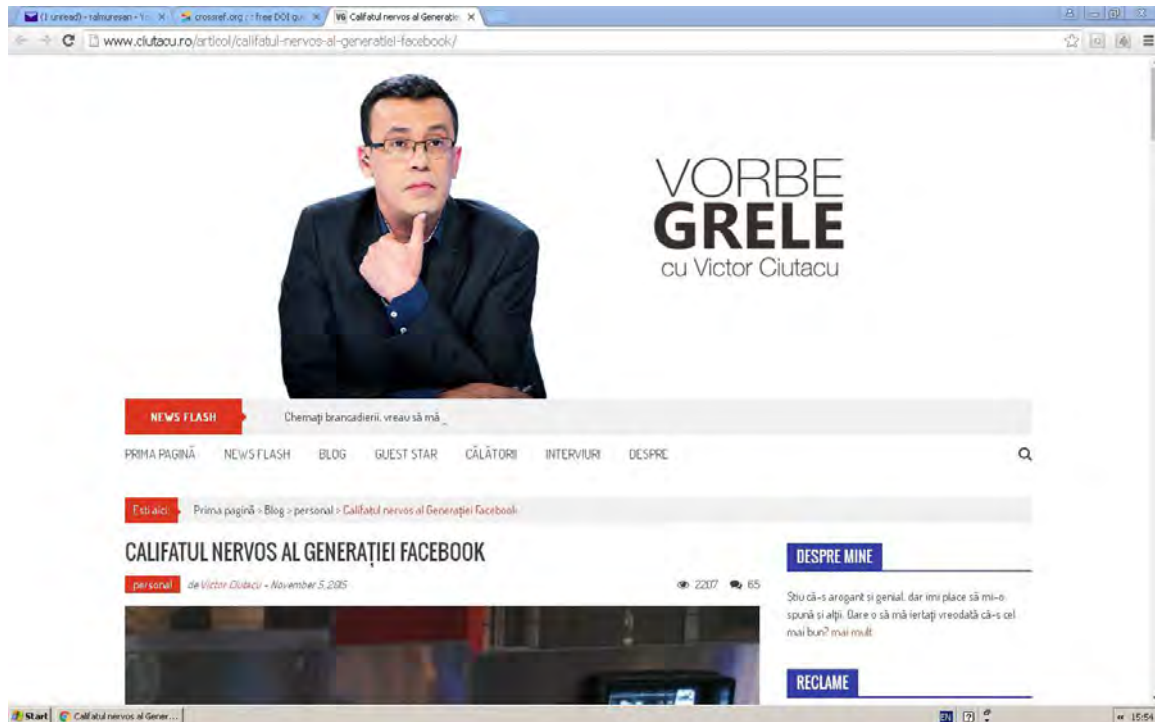 (1 unread) - talmuresan - Y
crossref.org : : free DOI gu
VG Califatul nervos al Generatie
www.ciutacu.ro/articol/califatul-nervos-al-generatiei-facebook/
VORBE
GRELE
cu Victor Ciutacu
NEWS FLASH
Chemați brancadierii, vreau să mă _
PRIMA PAGINĂ NEWS FLASH BLOG GUEST STAR CĂLĂTORII INTERVIURI DESPRE
Esti aici: Prima pagină > Blog > personal > Califatul nervos al Generației Facebook
CALIFATUL NERVOS AL GENERAȚIEI FACEBOOK
personal de Victor Ciutacu - November 5, 2015 2207 65
DESPRE MINE
Știu că-s arogant și genial, dar îmi place să mi-o
spună și alții. Oare o să mă iertați vreodată că-s cel
mai bun? mai mult
RECLAME
Start Califatul nervos al Gener... EN ? « 15:54